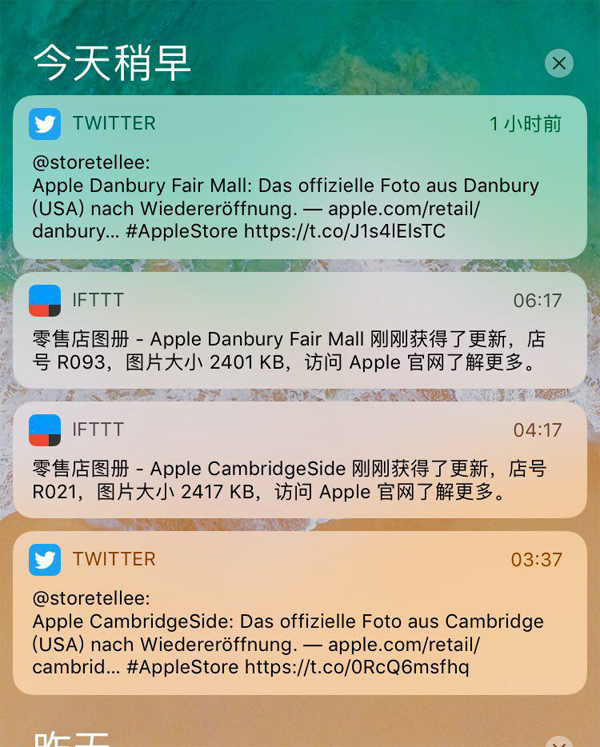 今天稍早
TWITTER 1 小时前
@storetellee:
Apple Danbury Fair Mall: Das offizielle Foto aus Danbury
(USA) nach Wiedereröffnung. — apple.com/retail/
danbury... #AppleStore https://t.co/J1s4lElsTC
IFTTT 06:17
零售店图册 - Apple Danbury Fair Mall 刚刚获得了更新，店
号 R093，图片大小 2401 KB，访问 Apple 官网了解更多。
IFTTT 04:17
零售店图册 - Apple CambridgeSide 刚刚获得了更新，店号
R021，图片大小 2417 KB，访问 Apple 官网了解更多。
TWITTER 03:37
@storetellee:
Apple CambridgeSide: Das offizielle Foto aus Cambridge
(USA) nach Wiedereröffnung. — apple.com/retail/
cambrid... #AppleStore https://t.co/0RcQ6msfhq
昨天